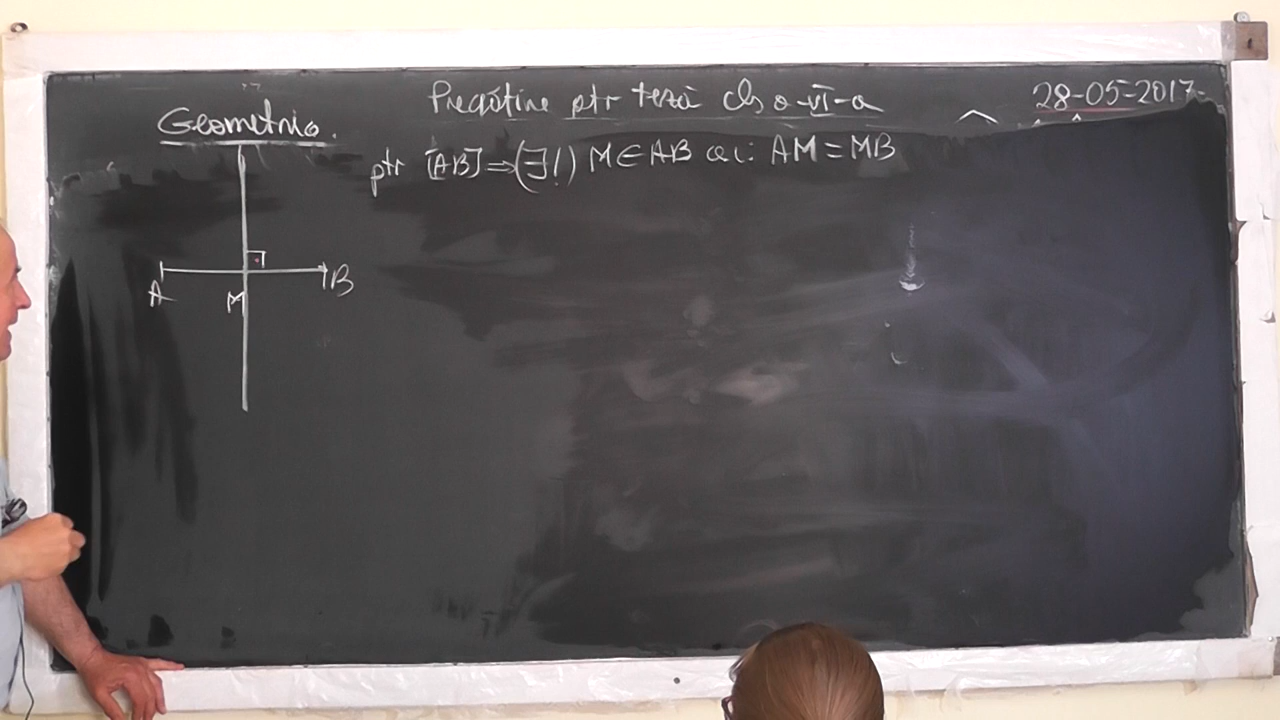 Pregătire ptr teză cls a-VI-a
28-05-2017
Geometrie.
ptr [AB] ⇒ (∃!) M ∈ AB a.i: AM ≡ MB
A
M
B